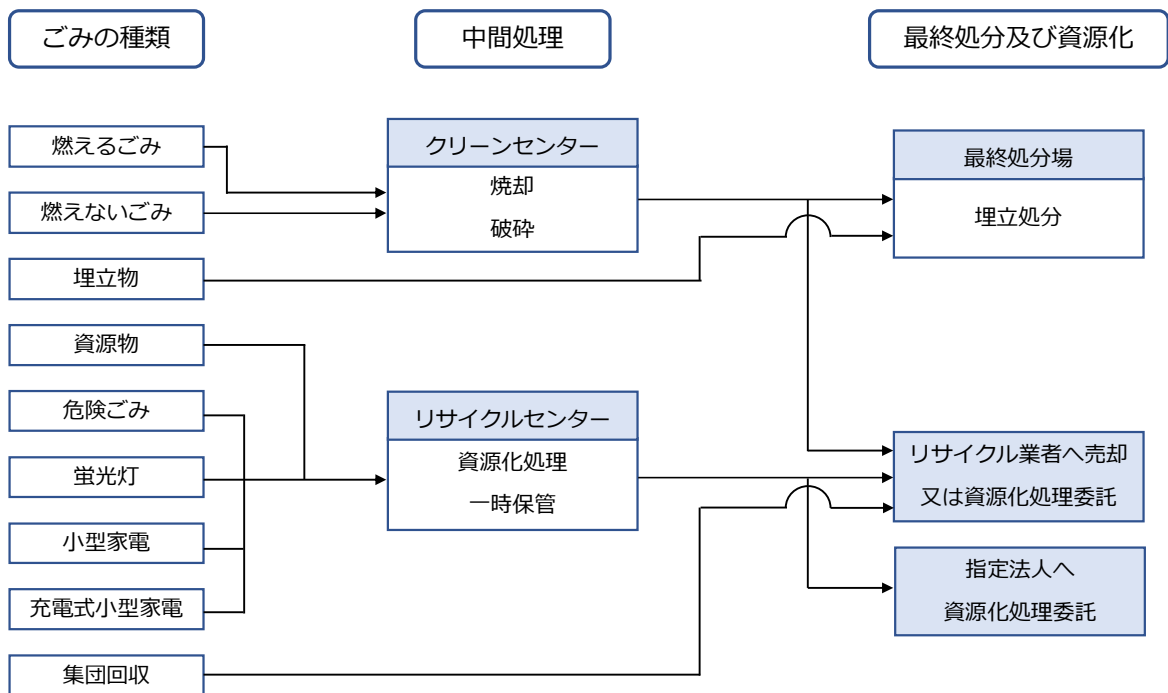 ごみの種類
中間処理
最終処分及び資源化
燃えるごみ
燃えないごみ
埋立物
資源物
危険ごみ
蛍光灯
小型家電
充電式小型家電
集団回収
クリーンセンター
焼却
破砕
リサイクルセンター
資源化処理
一時保管
最終処分場
埋立処分
リサイクル業者へ売却
又は資源化処理委託
指定法人へ
資源化処理委託